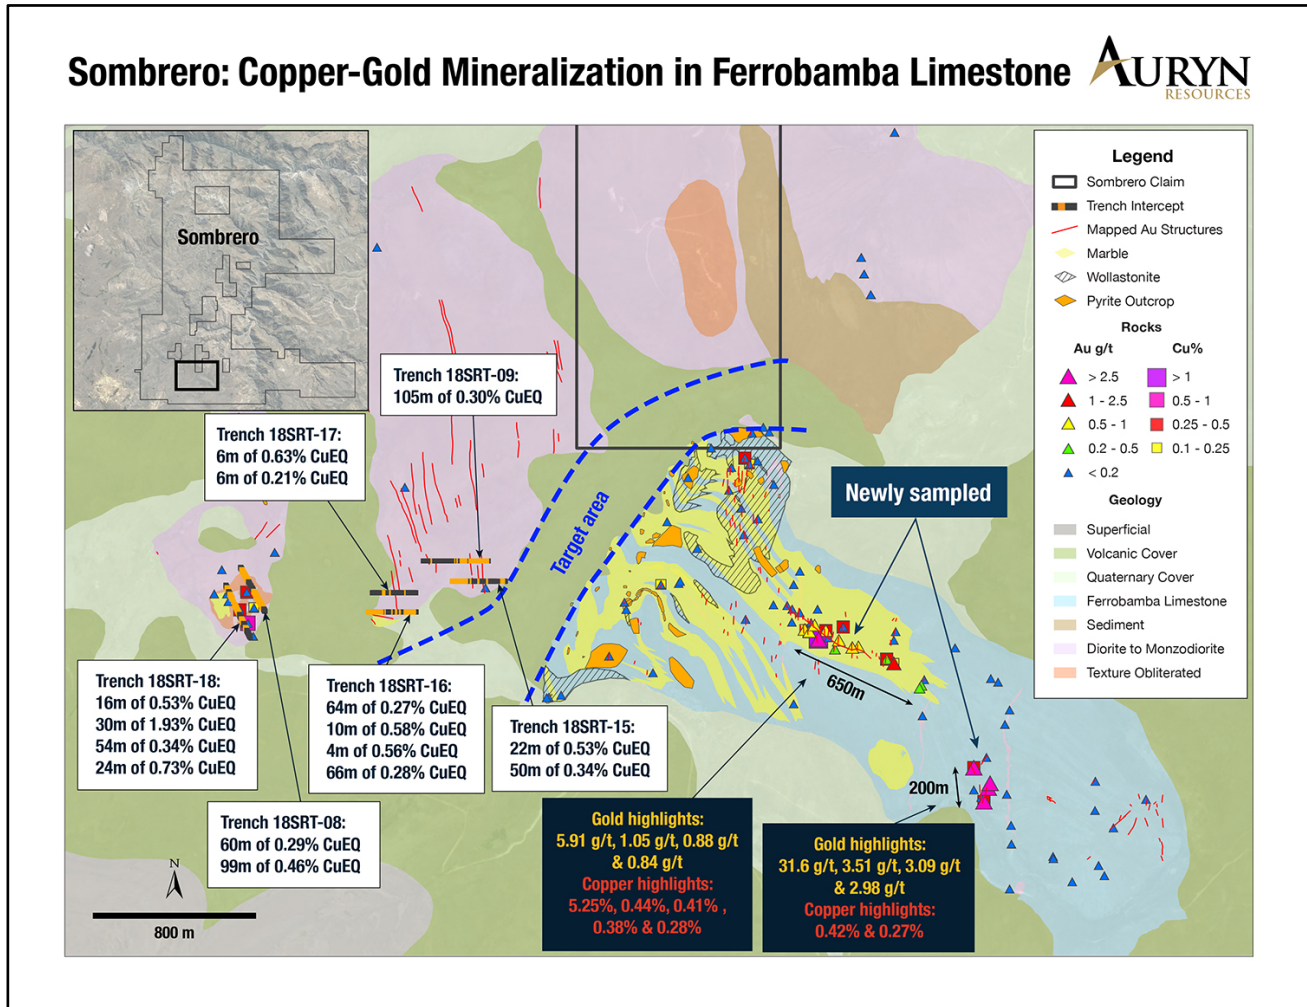 Sombrero: Copper-Gold Mineralization in Ferrobamba Limestone
AURYN
RESOURCES
Sombrero
Legend
Sombrero Claim
Trench Intercept
Mapped Au Structures
Marble
Wollastonite
Pyrite Outcrop
Rocks
Au g/t Cu%
> 2.5 > 1
1 - 2.5 0.5 - 1
0.5 - 1 0.25 - 0.5
0.2 - 0.5 0.1 - 0.25
< 0.2
Geology
Superficial
Volcanic Cover
Quaternary Cover
Ferrobamba Limestone
Sediment
Diorite to Monzodiorite
Texture Obliterated
Trench 18SRT-09:
105m of 0.30% CuEQ
Trench 18SRT-17:
6m of 0.63% CuEQ
6m of 0.21% CuEQ
Newly sampled
Target area
Trench 18SRT-18:
16m of 0.53% CuEQ
30m of 1.93% CuEQ
54m of 0.34% CuEQ
24m of 0.73% CuEQ
Trench 18SRT-16:
64m of 0.27% CuEQ
10m of 0.58% CuEQ
4m of 0.56% CuEQ
66m of 0.28% CuEQ
Trench 18SRT-15:
22m of 0.53% CuEQ
50m of 0.34% CuEQ
650m
200m
Trench 18SRT-08:
60m of 0.29% CuEQ
99m of 0.46% CuEQ
Gold highlights:
5.91 g/t, 1.05 g/t, 0.88 g/t
& 0.84 g/t
Copper highlights:
5.25%, 0.44%, 0.41% ,
0.38% & 0.28%
Gold highlights:
31.6 g/t, 3.51 g/t, 3.09 g/t
& 2.98 g/t
Copper highlights:
0.42% & 0.27%
N
800 m